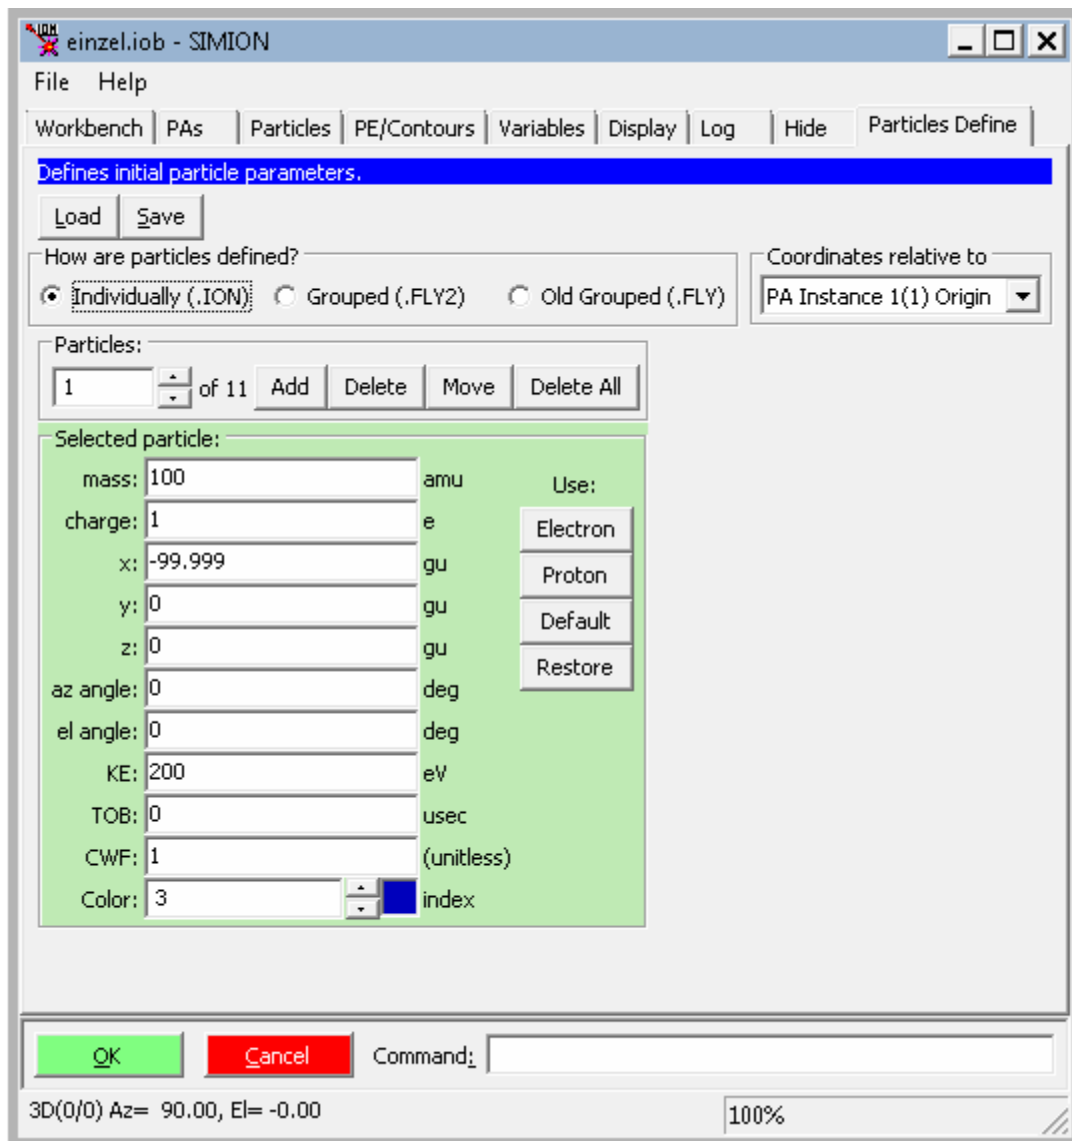 einzel.iob - SIMION
File Help
Workbench PAs Particles PE/Contours Variables Display Log Hide Particles Define
Defines initial particle parameters.
Load Save
How are particles defined? Coordinates relative to
Individually (.ION) Grouped (.FLY2) Old Grouped (.FLY) PA Instance 1(1) Origin
Particles:
1 of 11 Add Delete Move Delete All
Selected particle:
mass: 100 amu Use:
charge: 1 e Electron
x: -99.999 gu Proton
y: 0 gu Default
z: 0 gu Restore
az angle: 0 deg
el angle: 0 deg
KE: 200 eV
TOB: 0 usec
CWF: 1 (unitless)
Color: 3 index
OK Cancel Command:
3D(0/0) Az= 90.00, El= -0.00 100%